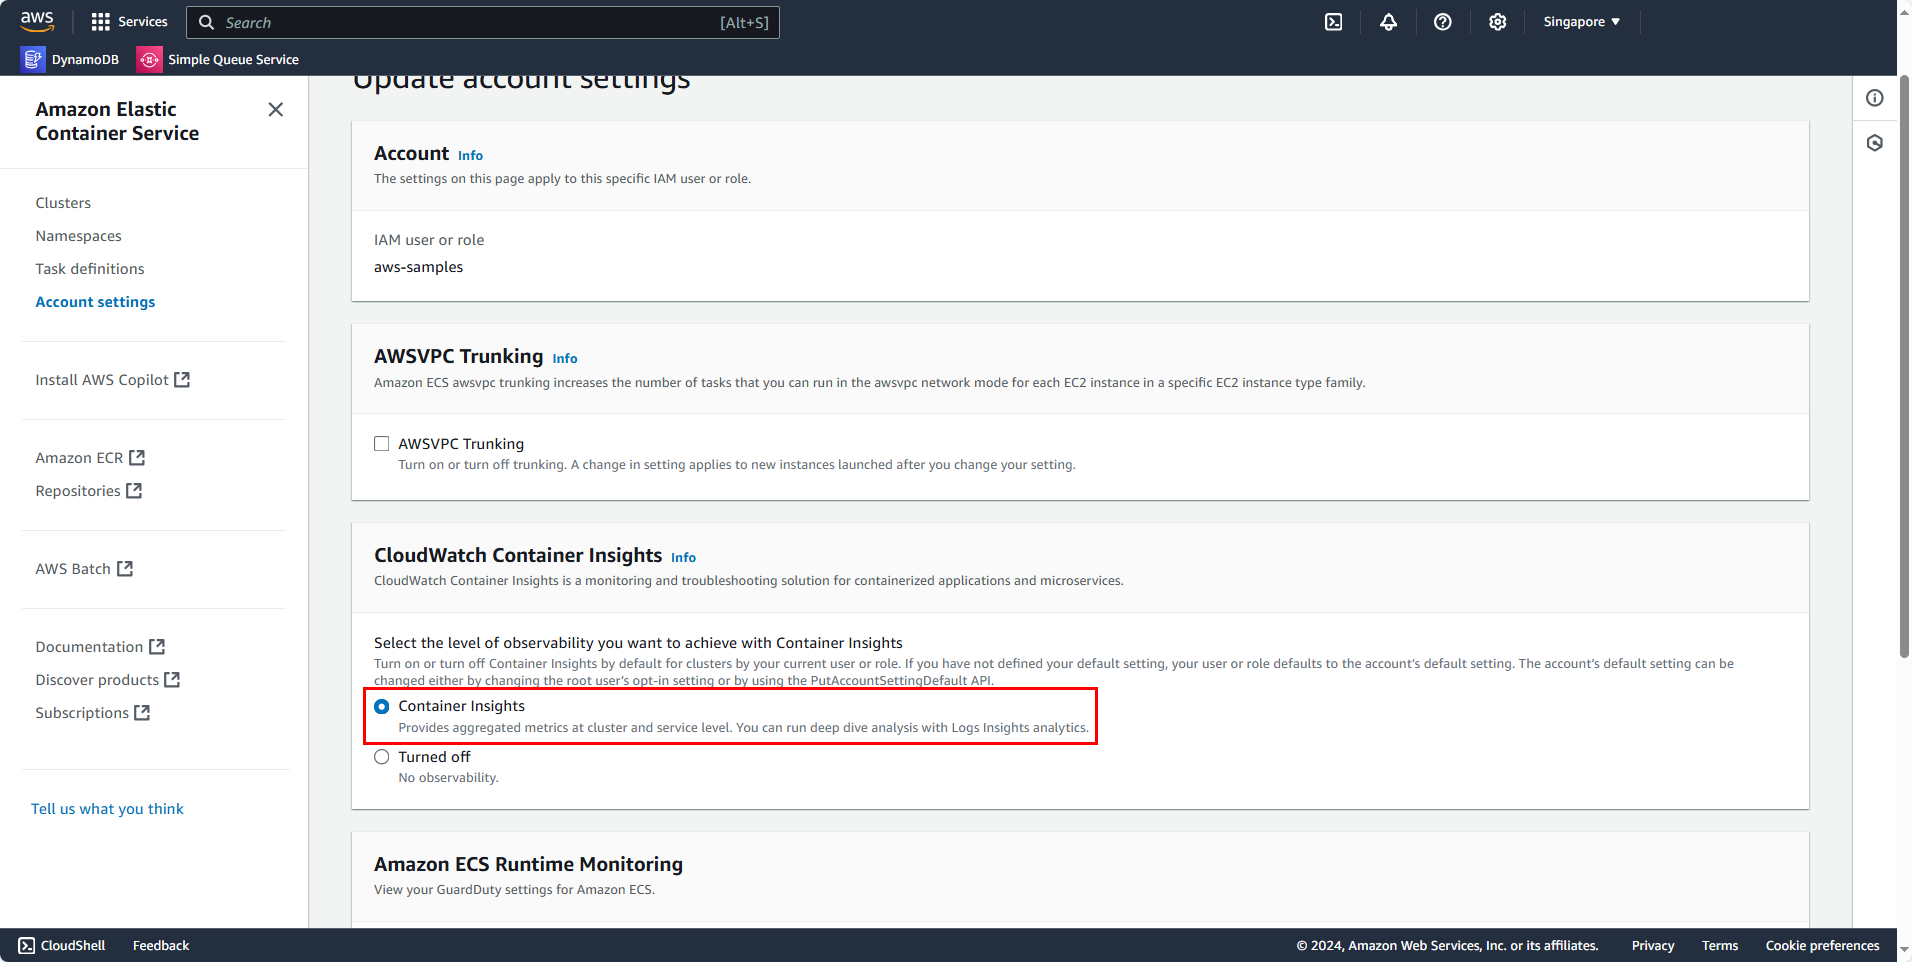 aws
Services
Search
[Alt+S]
Singapore
DynamoDB
Simple Queue Service
Amazon Elastic
Container Service
Clusters
Namespaces
Task definitions
Account settings
Install AWS Copilot
Amazon ECR
Repositories
AWS Batch
Documentation
Discover products
Subscriptions
Tell us what you think
Update account settings
Account Info
The settings on this page apply to this specific IAM user or role.
IAM user or role
aws-samples
AWSVPC Trunking Info
Amazon ECS awsvpc trunking increases the number of tasks that you can run in the awsvpc network mode for each EC2 instance in a specific EC2 instance type family.
AWSVPC Trunking
Turn on or turn off trunking. A change in setting applies to new instances launched after you change your setting.
CloudWatch Container Insights Info
CloudWatch Container Insights is a monitoring and troubleshooting solution for containerized applications and microservices.
Select the level of observability you want to achieve with Container Insights
Turn on or turn off Container Insights by default for clusters by your current user or role. If you have not defined your default setting, your user or role defaults to the account's default setting. The account's default setting can be
changed either by changing the root user's opt-in setting or by using the PutAccountSettingDefault API.
Container Insights
Provides aggregated metrics at cluster and service level. You can run deep dive analysis with Logs Insights analytics.
Turned off
No observability.
Amazon ECS Runtime Monitoring
View your GuardDuty settings for Amazon ECS.
CloudShell
Feedback
© 2024, Amazon Web Services, Inc. or its affiliates.
Privacy
Terms
Cookie preferences